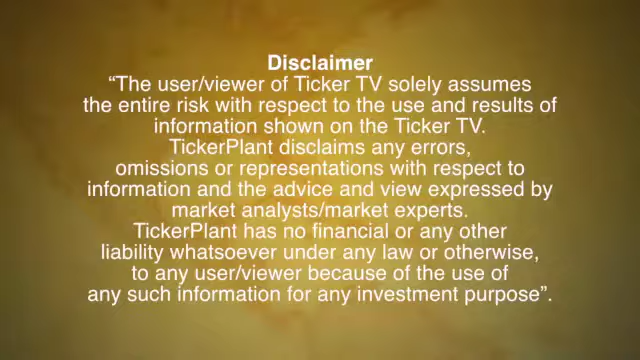 Disclaimer
“The user/viewer of Ticker TV solely assumes
the entire risk with respect to the use and results of
information shown on the Ticker TV.
TickerPlant disclaims any errors,
omissions or representations with respect to
information and the advice and view expressed by
market analysts/market experts.
TickerPlant has no financial or any other
liability whatsoever under any law or otherwise,
to any user/viewer because of the use of
any such information for any investment purpose”.